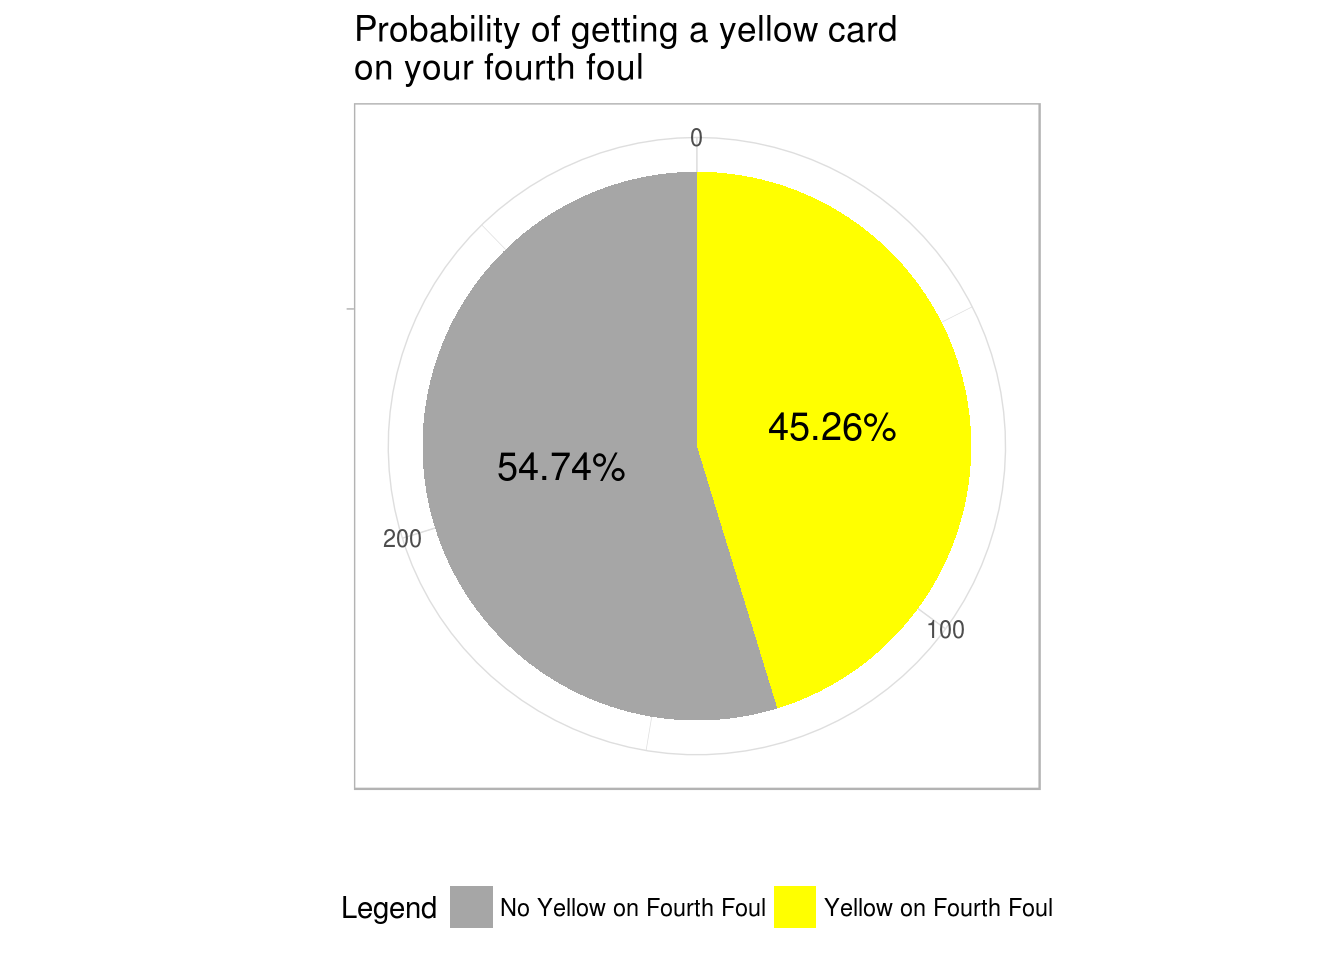 Probability of getting a yellow card
on your fourth foul
0
45.26%
54.74%
200
100
Legend No Yellow on Fourth Foul Yellow on Fourth Foul